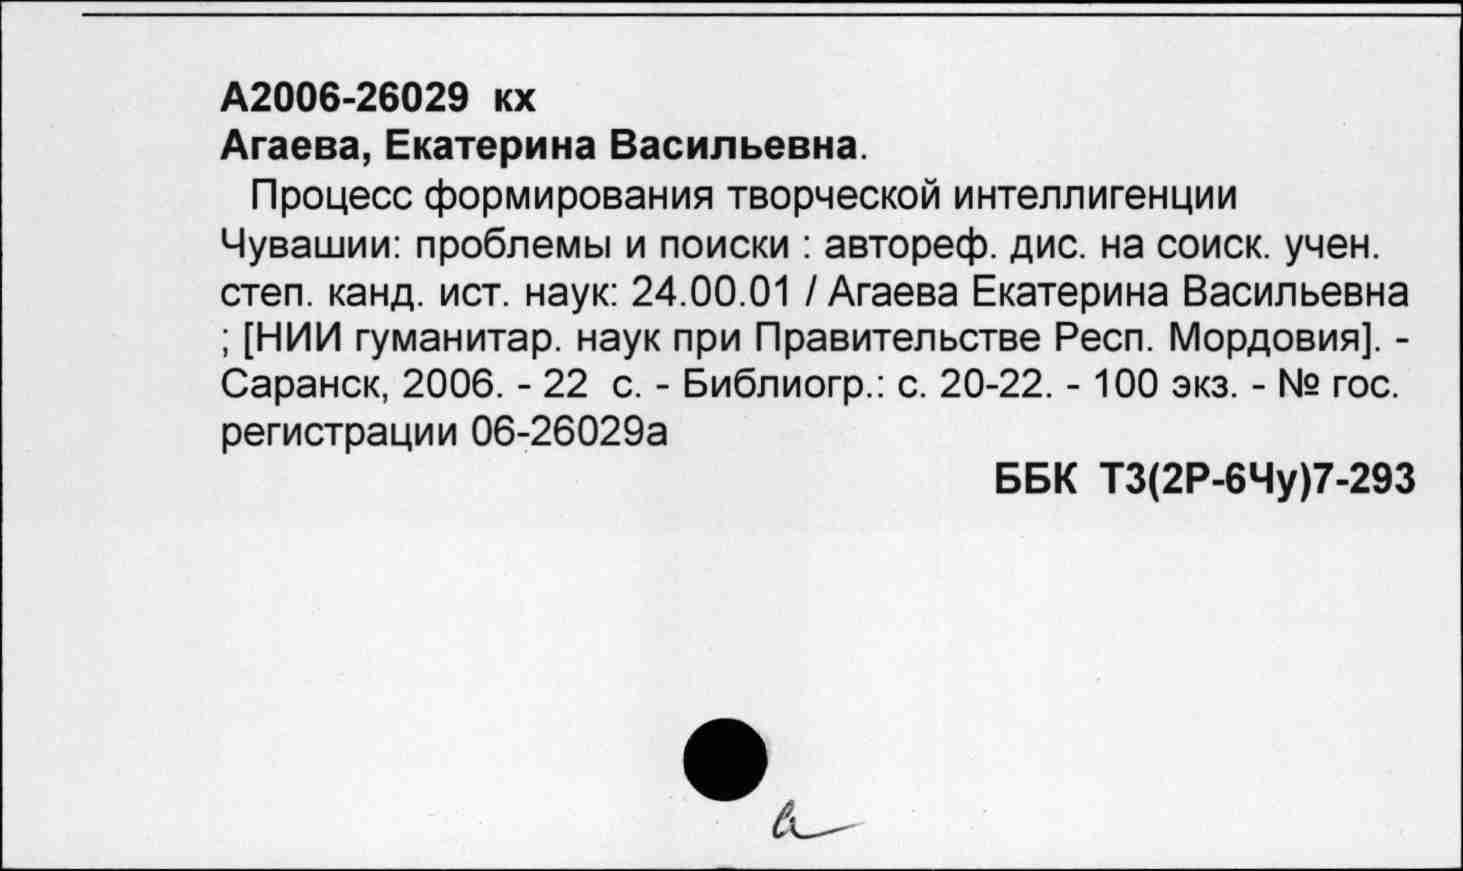 А2006-26029 кх
Агаева, Екатерина Васильевна.
Процесс формирования творческой интеллигенции
Чувашии: проблемы и поиски : автореф. дис. на соиск. учен.
степ. канд. ист. наук: 24.00.01 / Агаева Екатерина Васильевна
; [НИИ гуманитар. наук при Правительстве Респ. Мордовия]. -
Саранск, 2006. - 22 с. - Библиогр.: с. 20-22. - 100 экз. - № гос.
регистрации 06-26029а
ББК Т3(2Р-6Чу)7-293